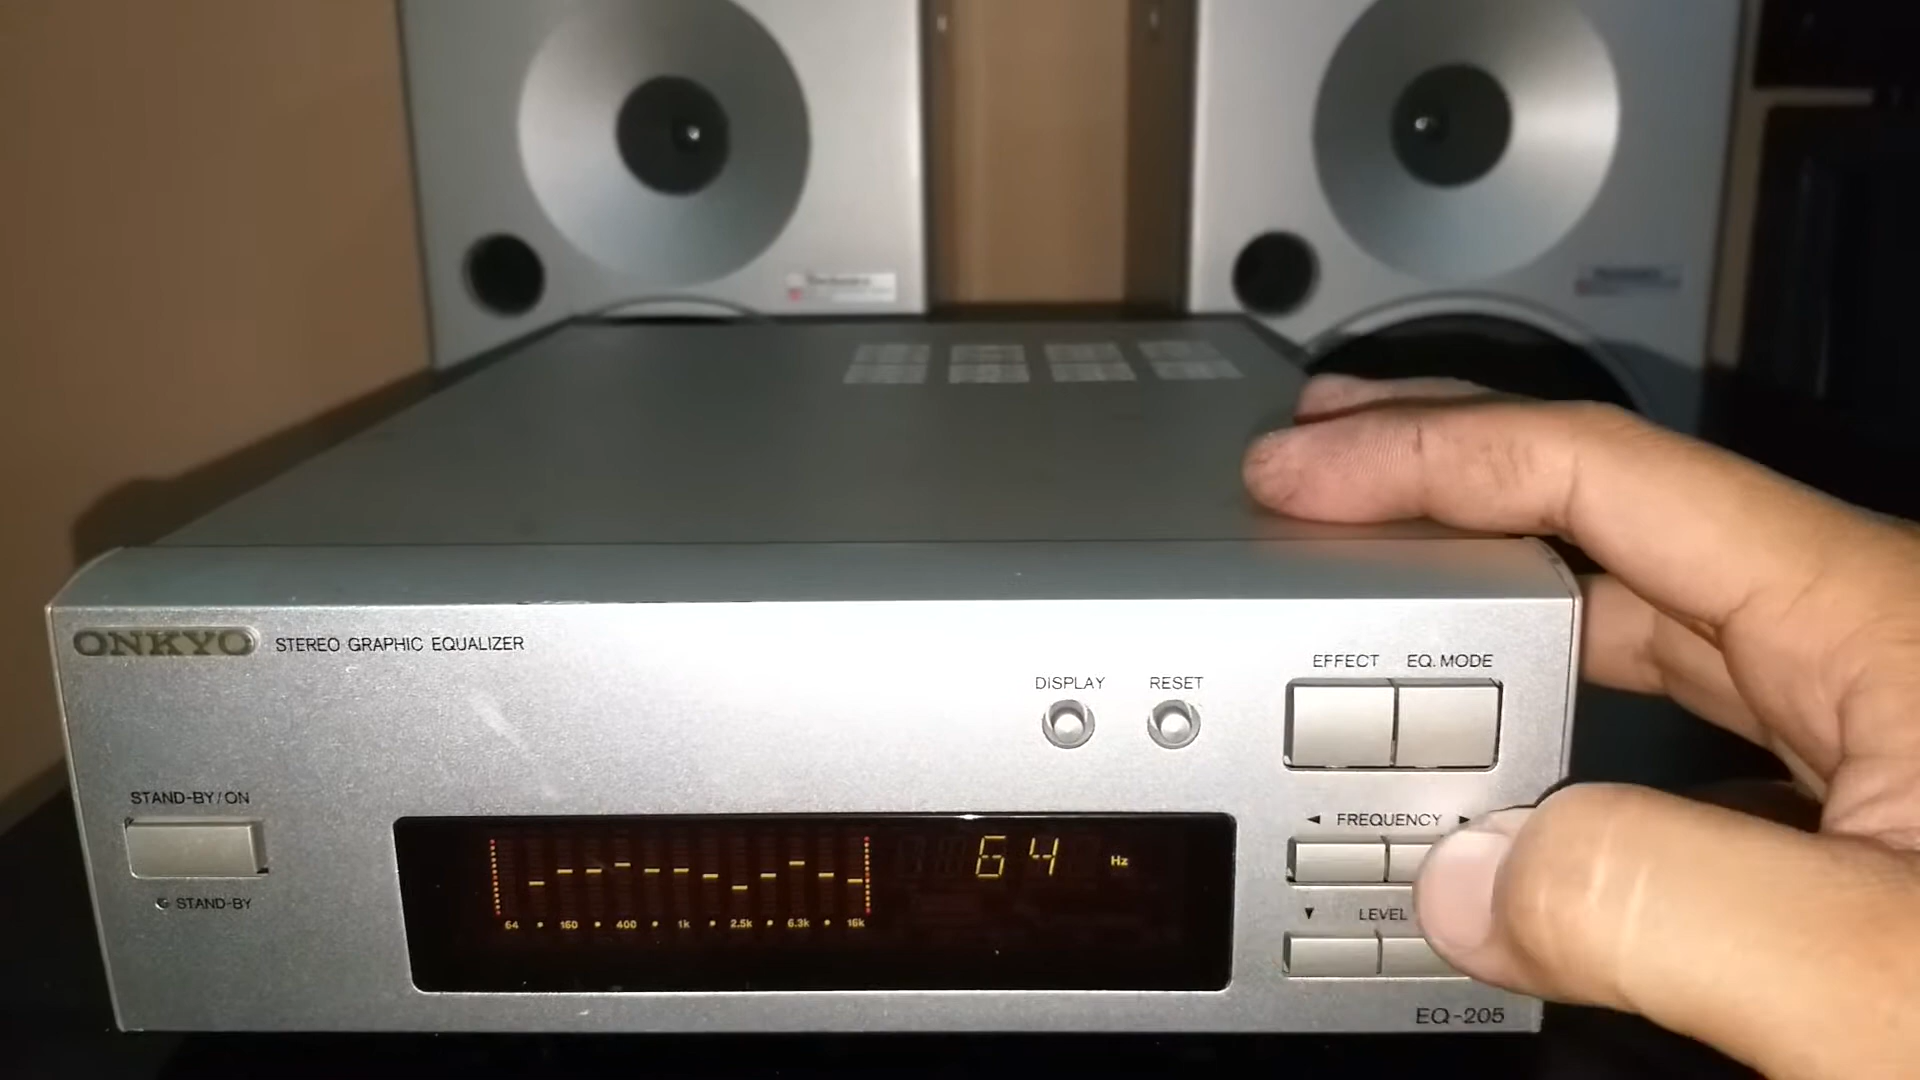 ONKYO STEREO GRAPHIC EQUALIZER
EFFECT EQ. MODE
DISPLAY RESET
STAND-BY/ON
◄ FREQUENCY ►
64 Hz
STAND-BY
▼ LEVEL
64 • 160 • 400 • 1k • 2.5k • 6.3k • 16k
EQ-205